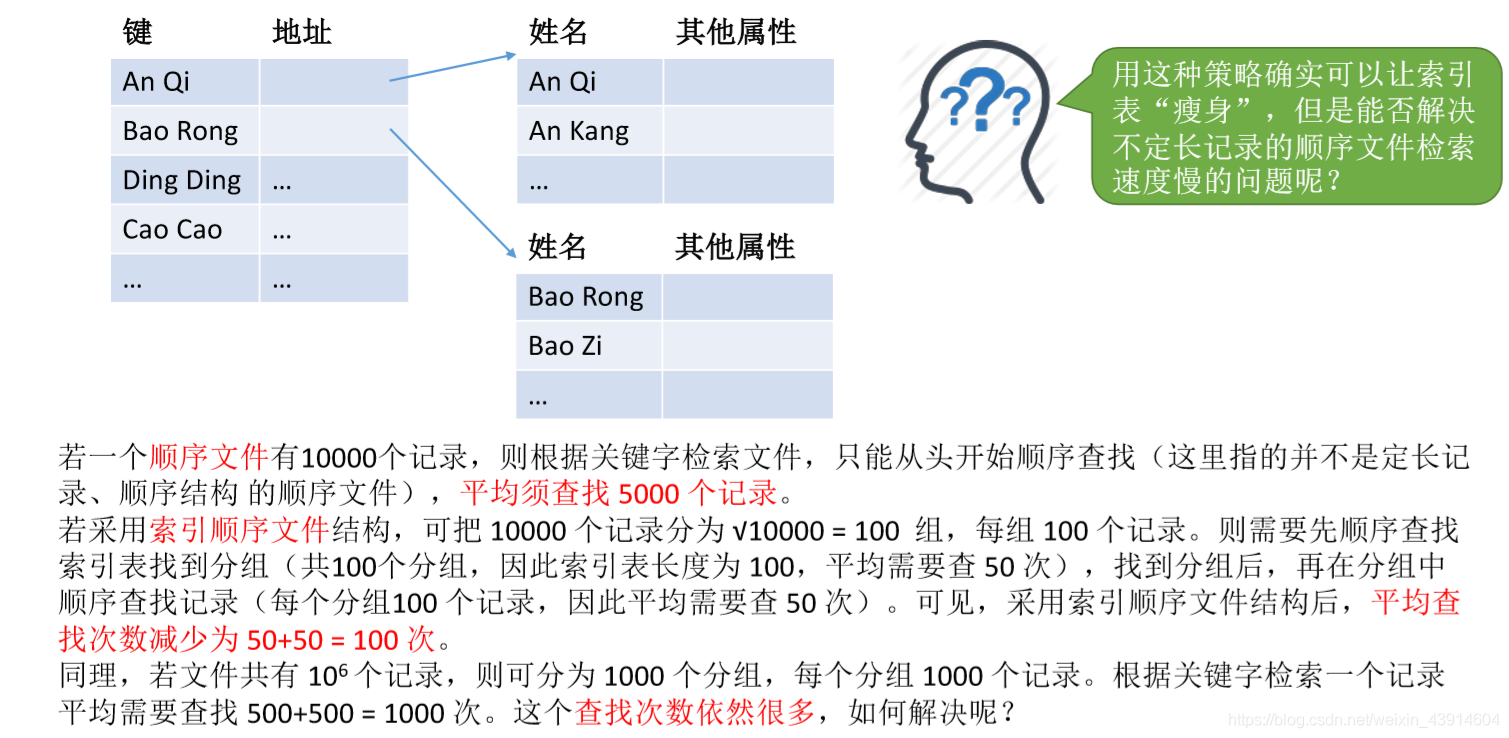 键 地址
An Qi
Bao Rong
Ding Ding ...
Cao Cao ...
... ...
姓名 其他属性
An Qi
An Kang
...
姓名 其他属性
Bao Rong
Bao Zi
...
???
用这种策略确实可以让索引
表“瘦身”，但是能否解决
不定长记录的顺序文件检索
速度慢的问题呢？
若一个顺序文件有10000个记录，则根据关键字检索文件，只能从头开始顺序查找（这里指的并不是定长记
录、顺序结构 的顺序文件），平均须查找 5000 个记录。
若采用索引顺序文件结构，可把 10000 个记录分为 √10000 = 100 组，每组 100 个记录。则需要先顺序查找
索引表找到分组（共100个分组，因此索引表长度为 100，平均需要查 50 次），找到分组后，再在分组中
顺序查找记录（每个分组100 个记录，因此平均需要查 50 次）。可见，采用索引顺序文件结构后，平均查
找次数减少为 50+50 = 100 次。
同理，若文件共有 10⁶ 个记录，则可分为 1000 个分组，每个分组 1000 个记录。根据关键字检索一个记录
平均需要查找 500+500 = 1000 次。这个查找次数依然很多，如何解决呢？
https://blog.csdn.net/weixin_43914604